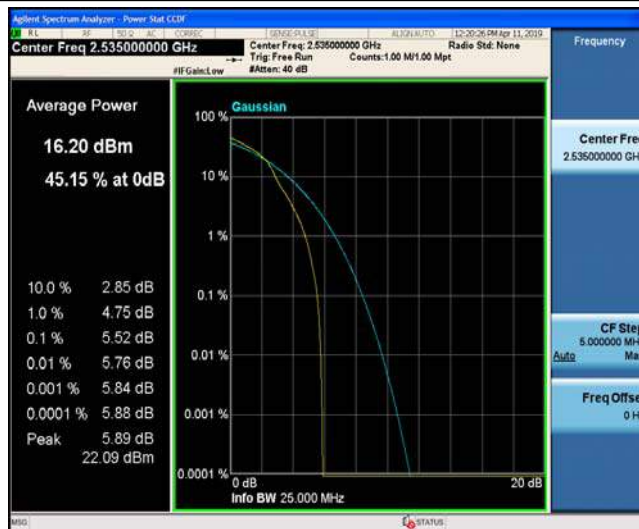 Agilent Spectrum Analyzer - Power Stat CCDF
RL RF 50 Ω AC CORREC SENSE:PULSE ALIGN AUTO 12:20:26 PM Apr 11, 2019
Center Freq 2.535000000 GHz
Center Freq: 2.535000000 GHz Radio Std: None
Trig: Free Run Counts:1.00 M/1.00 Mpt
#IFGain:Low #Atten: 40 dB
Frequency
Average Power
16.20 dBm
45.15 % at 0dB
10.0 % 2.85 dB
1.0 % 4.75 dB
0.1 % 5.52 dB
0.01 % 5.76 dB
0.001 % 5.84 dB
0.0001 % 5.88 dB
Peak 5.89 dB
22.09 dBm
Gaussian
100 %
10 %
1 %
0.1 %
0.01 %
0.001 %
0.0001 %
0 dB 20 dB
Info BW 25.000 MHz
Center Fre
2.535000000 GH
CF Ste
5.000000 MH
Auto Ma
Freq Offse
0 H
MSG STATUS